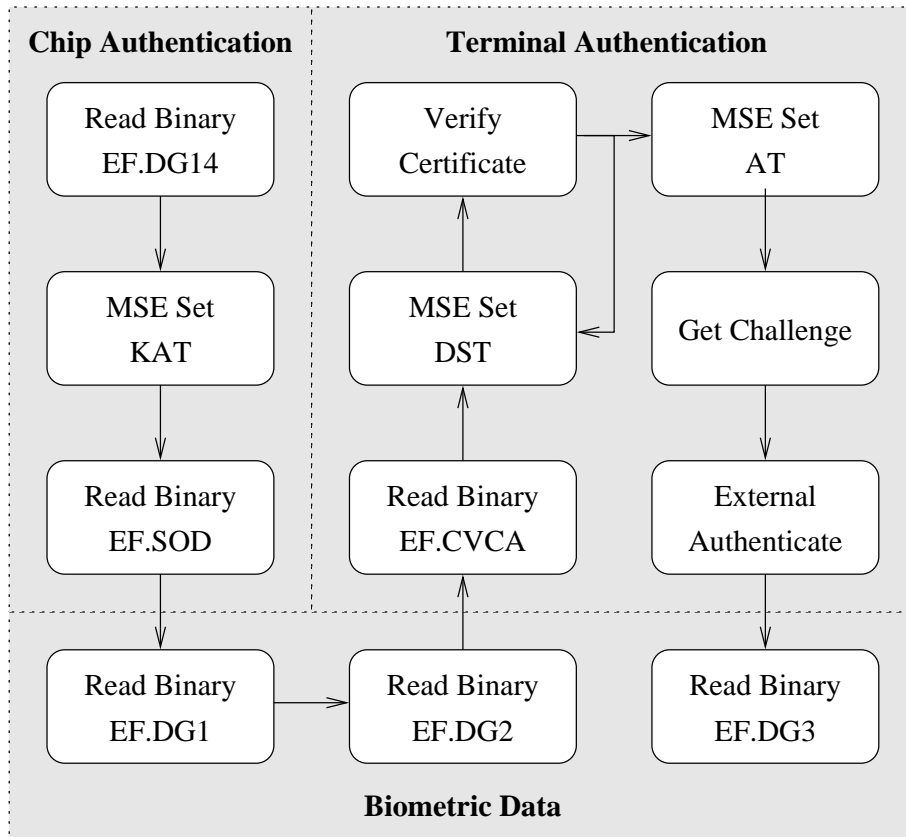 Chip Authentication
Read Binary
EF.DG14
MSE Set
KAT
Read Binary
EF.SOD
Terminal Authentication
Verify
Certificate
MSE Set
DST
Read Binary
EF.CVCA
MSE Set
AT
Get Challenge
External
Authenticate
Read Binary
EF.DG1
Read Binary
EF.DG2
Read Binary
EF.DG3
Biometric Data